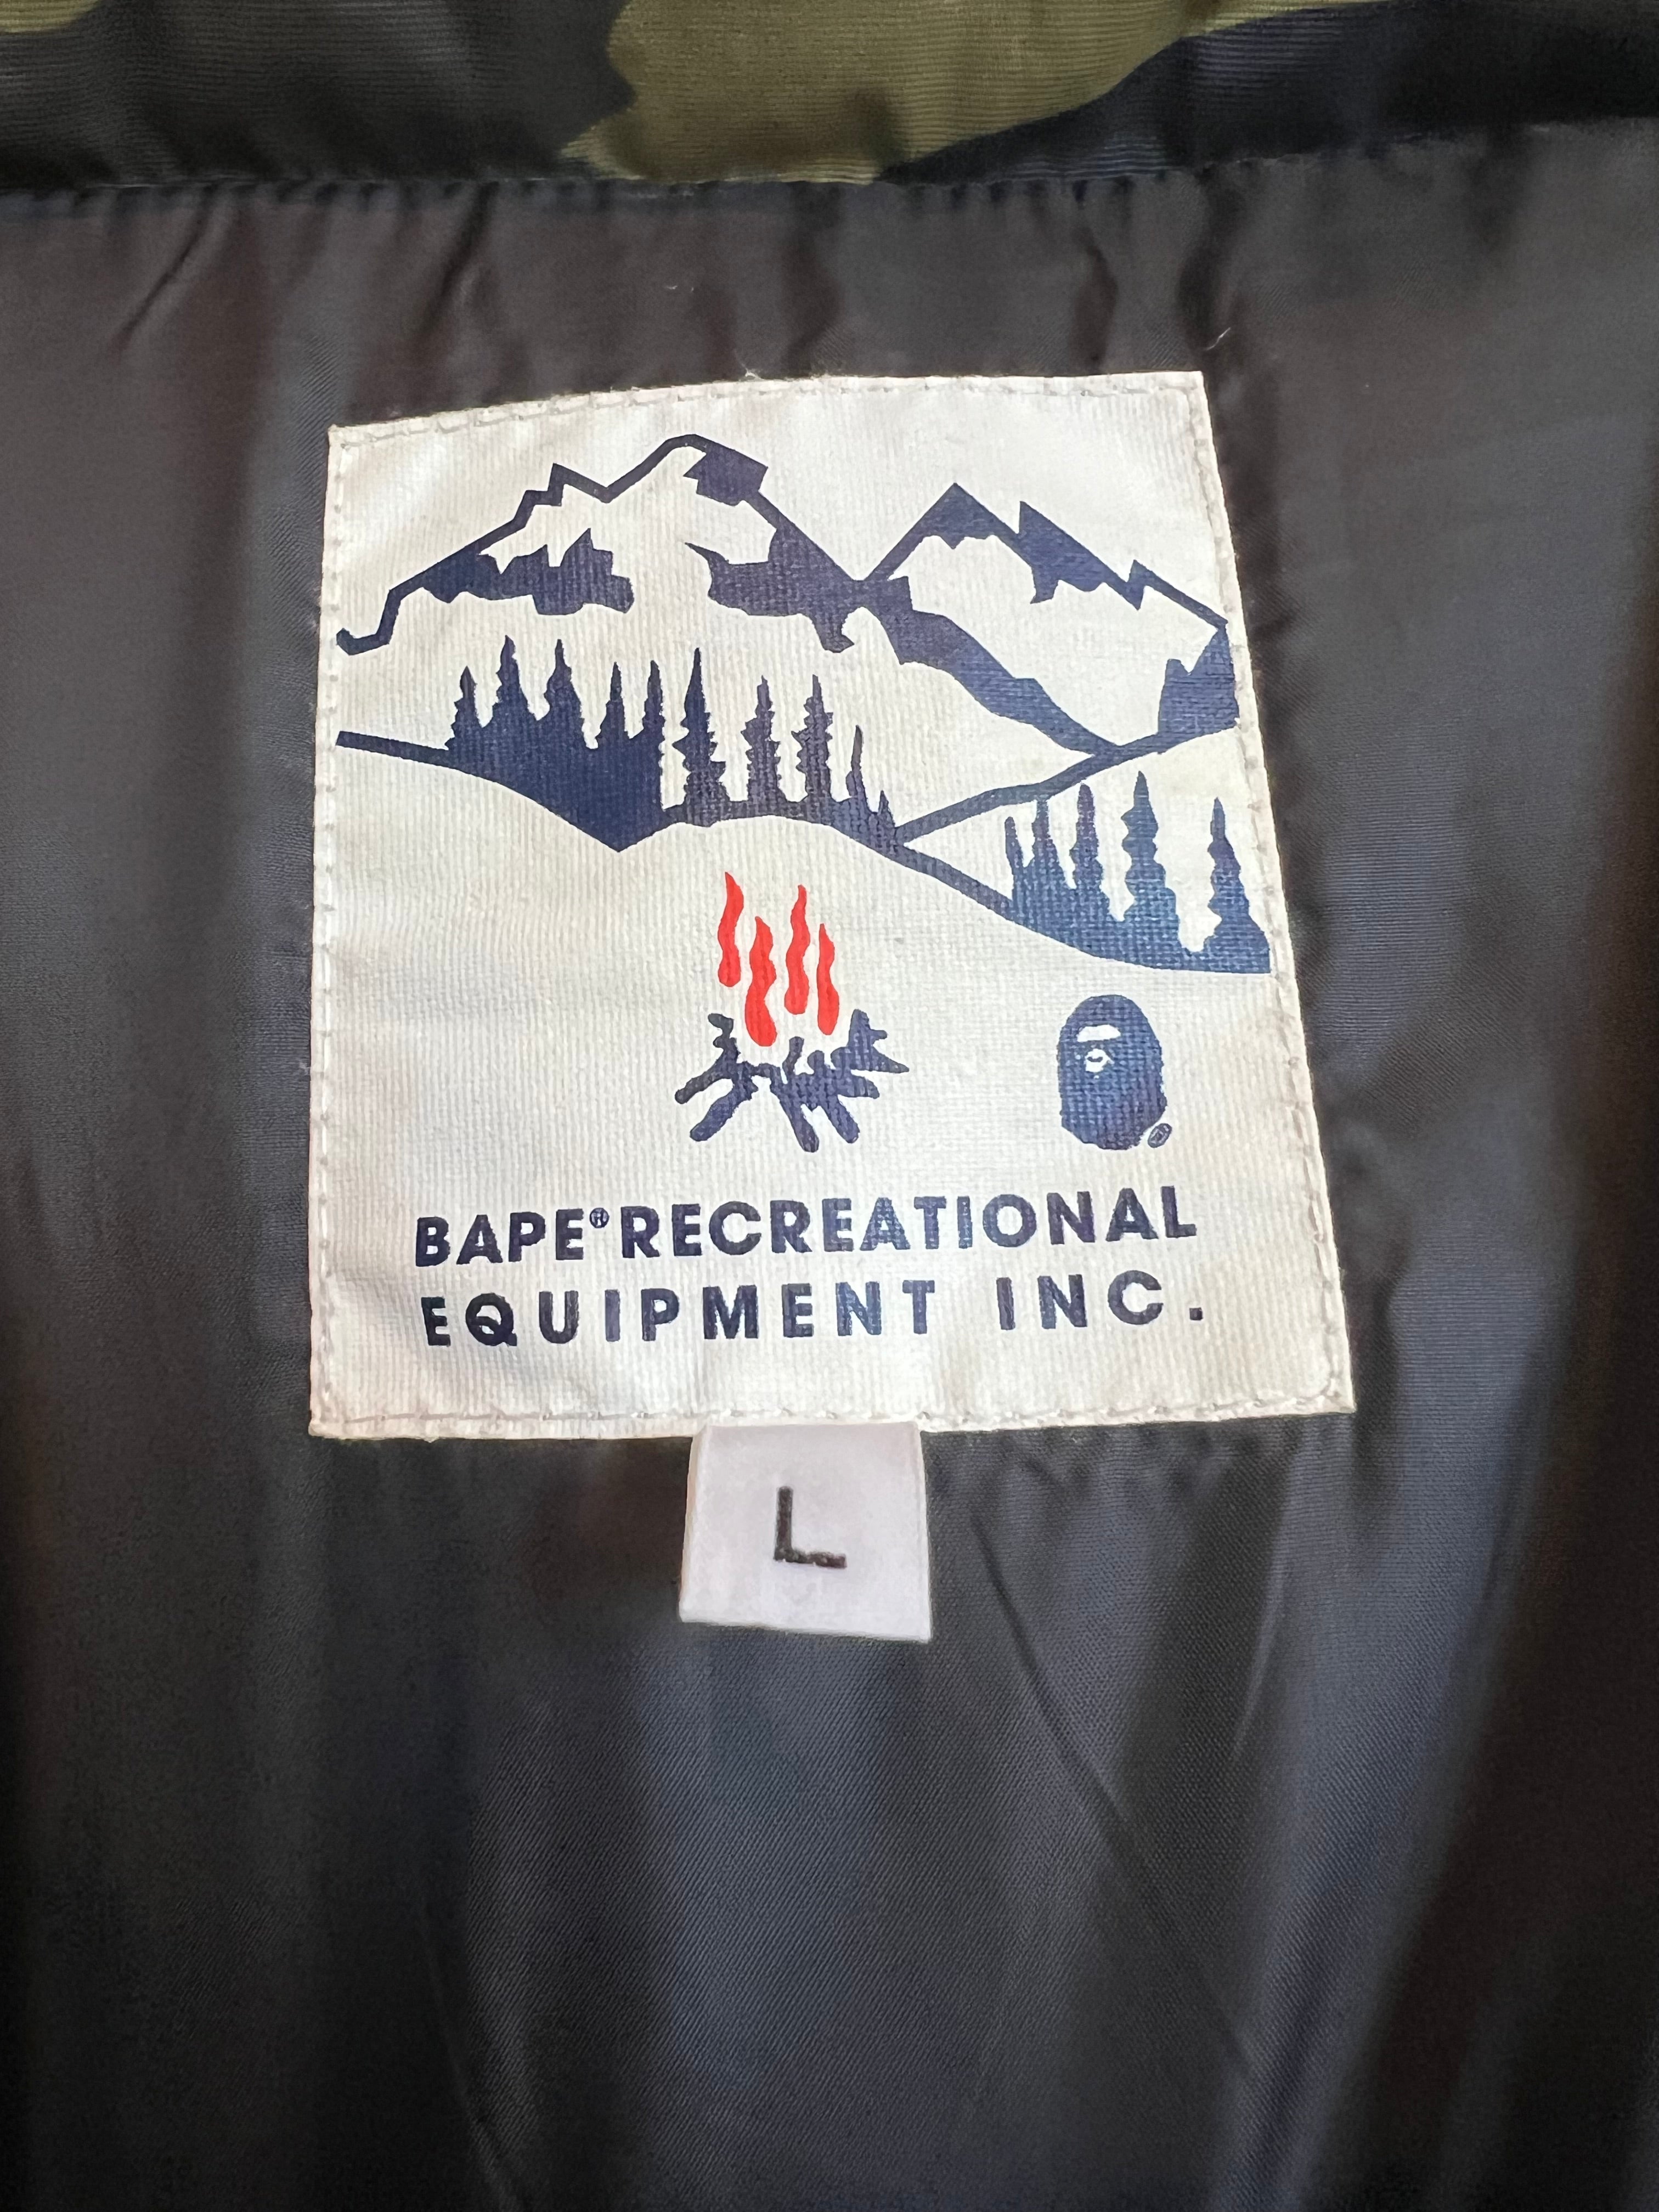 BAPE® RECREATIONAL
EQUIPMENT INC.
L